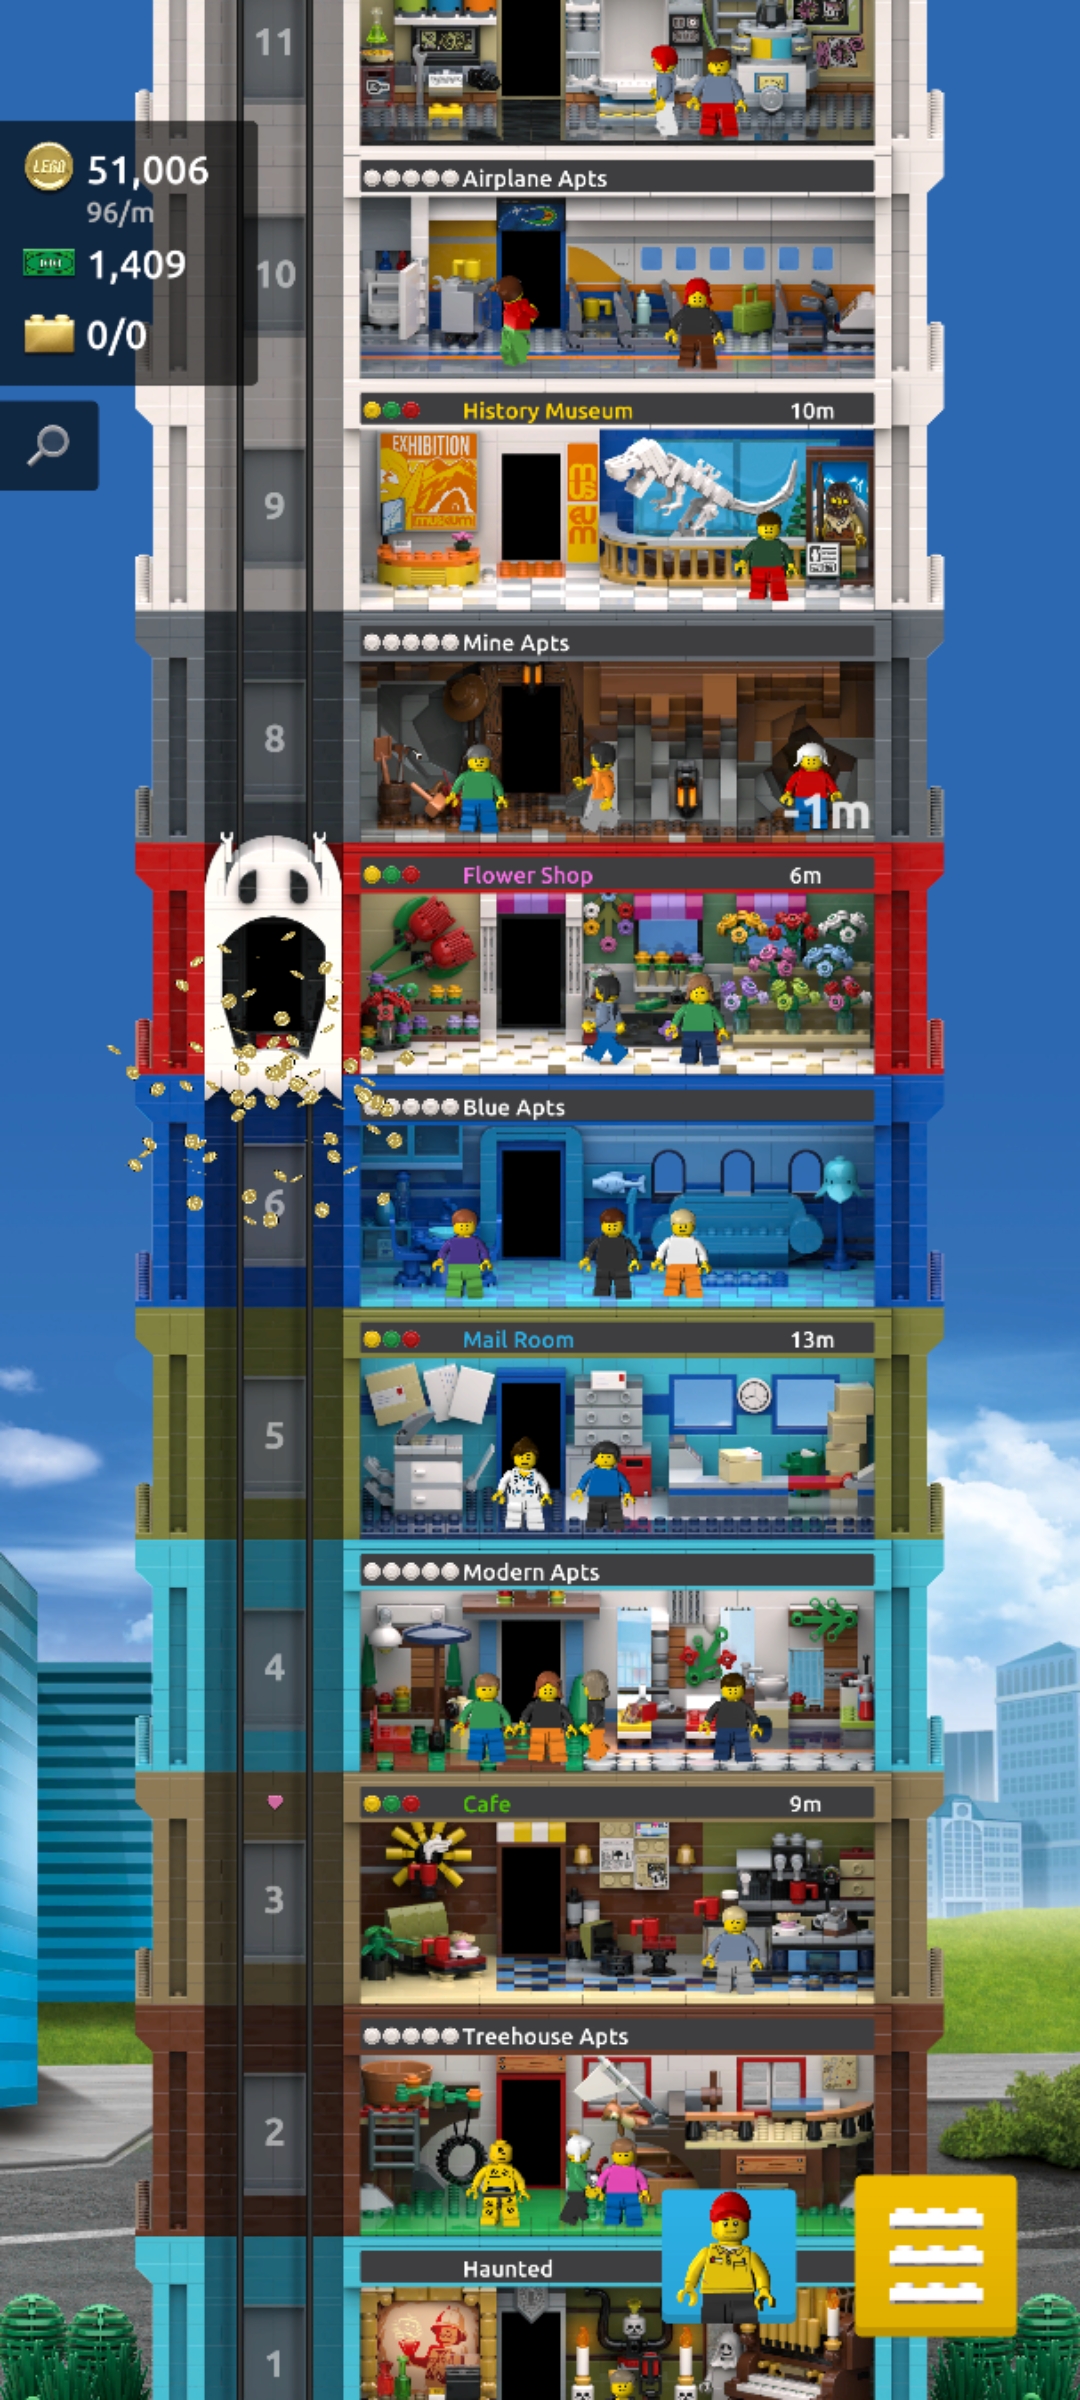 11
LEGO
51,006
96/m
1,409
0/0
Airplane Apts
10
History Museum 10m
EXHIBITION
museum
9
Mine Apts
8
-1m
Flower Shop 6m
Blue Apts
6
Mail Room 13m
5
Modern Apts
4
Cafe 9m
3
Treehouse Apts
2
Haunted
1